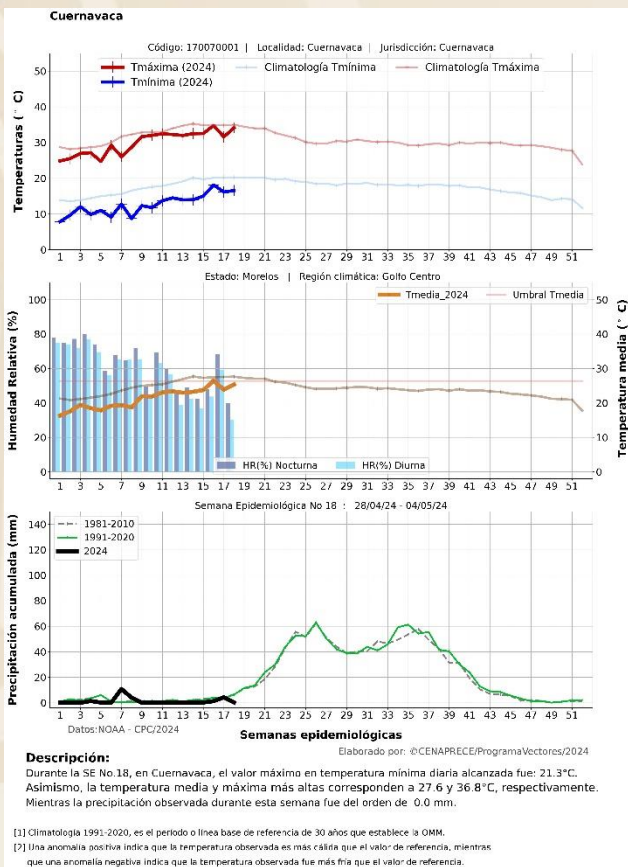 Cuernavaca
Código: 170070001 | Localidad: Cuernavaca | Jurisdicción: Cuernavaca
Tmáxima (2024)
Climatología Tmínima
Climatología Tmáxima
Tmínima (2024)
Temperaturas (° C)
50
40
30
20
10
0
1 3 5 7 9 11 13 15 17 19 21 23 25 27 29 31 33 35 37 39 41 43 45 47 49 51
Estado: Morelos | Región climática: Golfo Centro
Tmedia_2024
Umbral Tmedia
Humedad Relativa (%)
100
80
60
40
20
0
Temperatura media (° C)
50
40
30
20
10
0
HR(%) Nocturna
HR(%) Diurna
1 3 5 7 9 11 13 15 17 19 21 23 25 27 29 31 33 35 37 39 41 43 45 47 49 51
Semana Epidemiológica No 18 : 28/04/24 - 04/05/24
1981-2010
1991-2020
2024
Precipitación acumulada (mm)
140
120
100
80
60
40
20
0
1 3 5 7 9 11 13 15 17 19 21 23 25 27 29 31 33 35 37 39 41 43 45 47 49 51
Datos:NOAA - CPC/2024
Semanas epidemiológicas
Elaborado por: ©CENAPRECE/ProgramaVectores/2024
Descripción:
Durante la SE No.18, en Cuernavaca, el valor máximo en temperatura mínima diaria alcanzada fue: 21.3°C.
Asimismo, la temperatura media y máxima más altas corresponden a 27.6 y 36.8°C, respectivamente.
Mientras la precipitación observada durante esta semana fue del orden de 0.0 mm.
[1] Climatología 1991-2020, es el período o línea base de referencia de 30 años que establece la OMM.
[2] Una anomalía positiva indica que la temperatura observada es más cálida que el valor de referencia, mientras
que una anomalía negativa indica que la temperatura observada fue más fría que el valor de referencia.